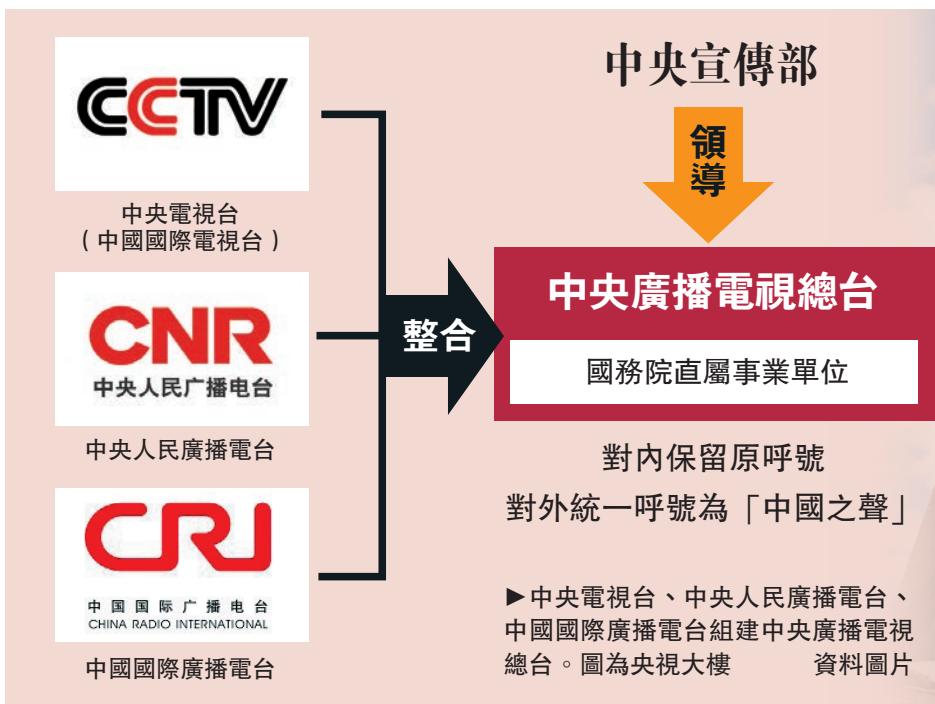 CCTV
中央電視台
（中國國際電視台）
CNR
中央人民广播电台
中央人民廣播電台
CRI
中国国际广播电台
CHINA RADIO INTERNATIONAL
中國國際廣播電台
整合
中央宣傳部
領導
中央廣播電視總台
國務院直屬事業單位
對內保留原呼號
對外統一呼號為「中國之聲」
▶中央電視台、中央人民廣播電台、
中國國際廣播電台組建中央廣播電視
總台。圖為央視大樓 資料圖片